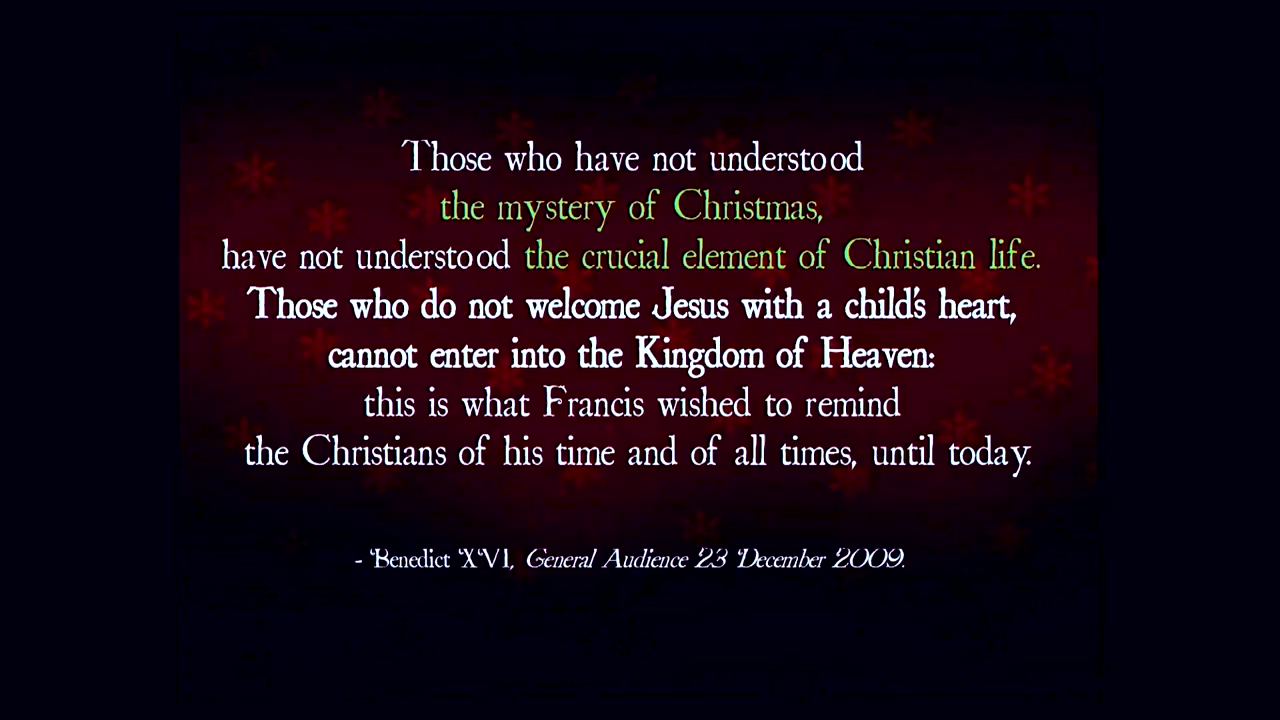 Those who have not understood
the mystery of Christmas,
have not understood the crucial element of Christian life.
Those who do not welcome Jesus with a child's heart,
cannot enter into the Kingdom of Heaven:
this is what Francis wished to remind
the Christians of his time and of all times, until today.
- Benedict XVI, General Audience 23 December 2009.